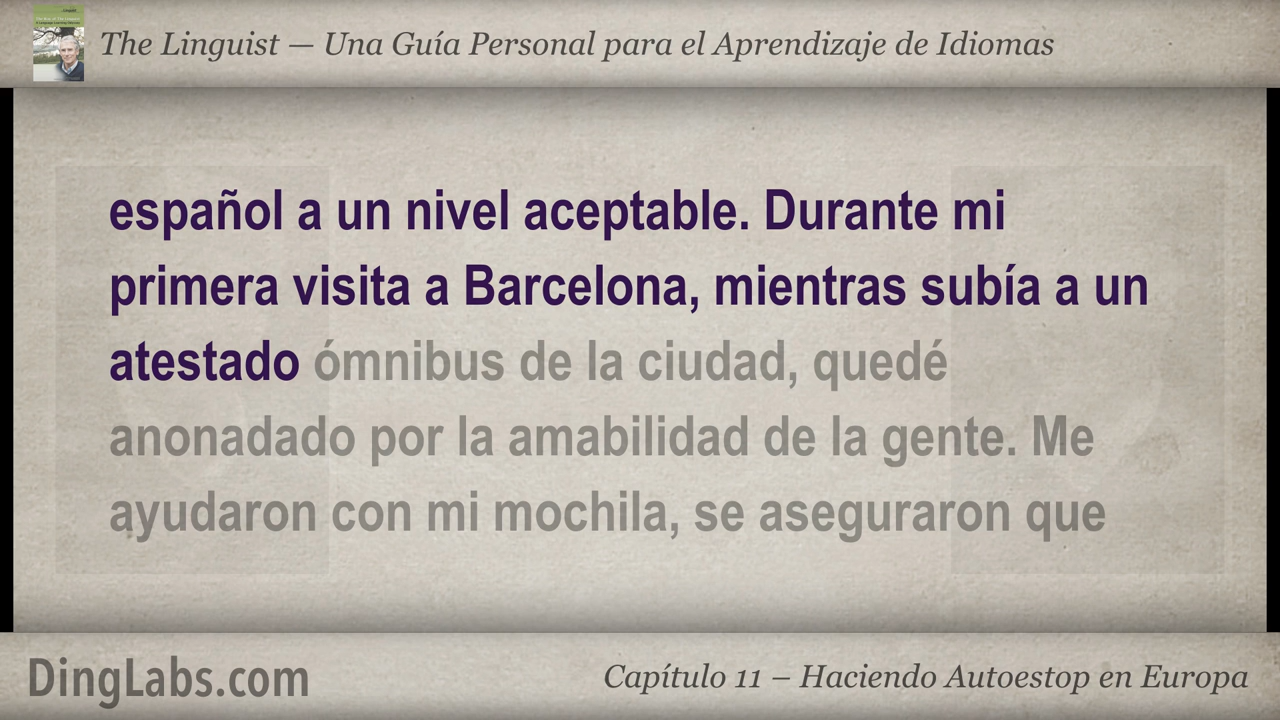 The Linguist — Una Guía Personal para el Aprendizaje de Idiomas
español a un nivel aceptable. Durante mi
primera visita a Barcelona, mientras subía a un
atestado ómnibus de la ciudad, quedé
anonadado por la amabilidad de la gente. Me
ayudaron con mi mochila, se aseguraron que
DingLabs.com
Capítulo 11 – Haciendo Autoestop en Europa